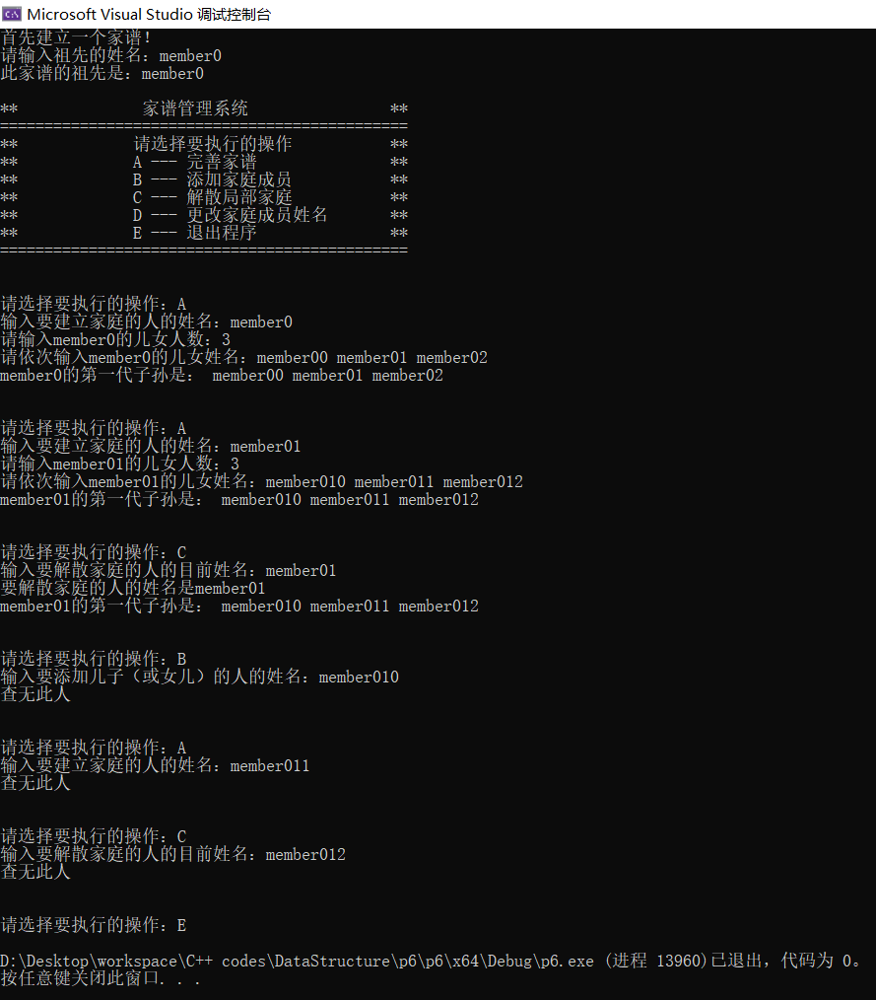 Microsoft Visual Studio 调试控制台
首先建立一个家谱!
请输入祖先的姓名: member0
此家谱的祖先是: member0
** 家谱管理系统 **
==============================================
** 请选择要执行的操作 **
** A --- 完善家谱 **
** B --- 添加家庭成员 **
** C --- 解散局部家庭 **
** D --- 更改家庭成员姓名 **
** E --- 退出程序 **
==============================================
请选择要执行的操作: A
输入要建立家庭的人的姓名: member0
请输入member0的儿女人数: 3
请依次输入member0的儿女姓名: member00 member01 member02
member0的第一代子孙是: member00 member01 member02
请选择要执行的操作: A
输入要建立家庭的人的姓名: member01
请输入member01的儿女人数: 3
请依次输入member01的儿女姓名: member010 member011 member012
member01的第一代子孙是: member010 member011 member012
请选择要执行的操作: C
输入要解散家庭的人的目前姓名: member01
要解散家庭的人的姓名是member01
member01的第一代子孙是: member010 member011 member012
请选择要执行的操作: B
输入要添加儿子（或女儿）的人的姓名: member010
查无此人
请选择要执行的操作: A
输入要建立家庭的人的姓名: member011
查无此人
请选择要执行的操作: C
输入要解散家庭的人的目前姓名: member012
查无此人
请选择要执行的操作: E
D:\Desktop\workspace\C++ codes\DataStructure\p6\p6\x64\Debug\p6.exe (进程 13960)已退出，代码为 0。
按任意键关闭此窗口. . .